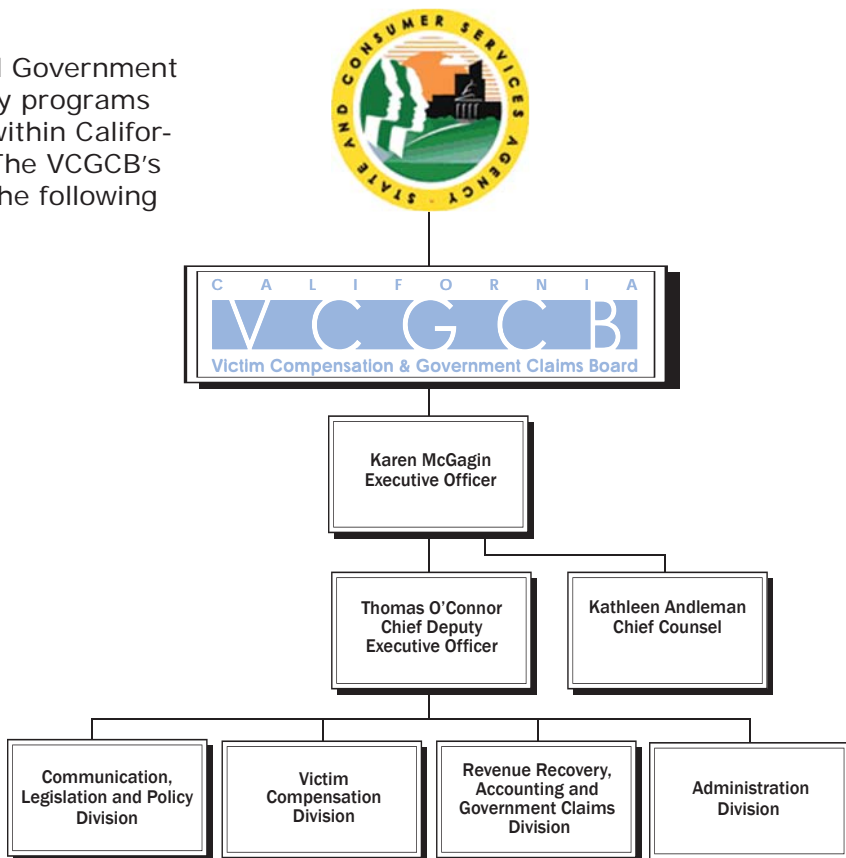 l Government
y programs
within Califor-
The VCGCB's
he following
STATE AND CONSUMER SERVICES AGENCY
CALIFORNIA
VCGCB
Victim Compensation & Government Claims Board
Karen McGagin
Executive Officer
Thomas O'Connor
Chief Deputy
Executive Officer
Kathleen Andleman
Chief Counsel
Communication,
Legislation and Policy
Division
Victim
Compensation
Division
Revenue Recovery,
Accounting and
Government Claims
Division
Administration
Division